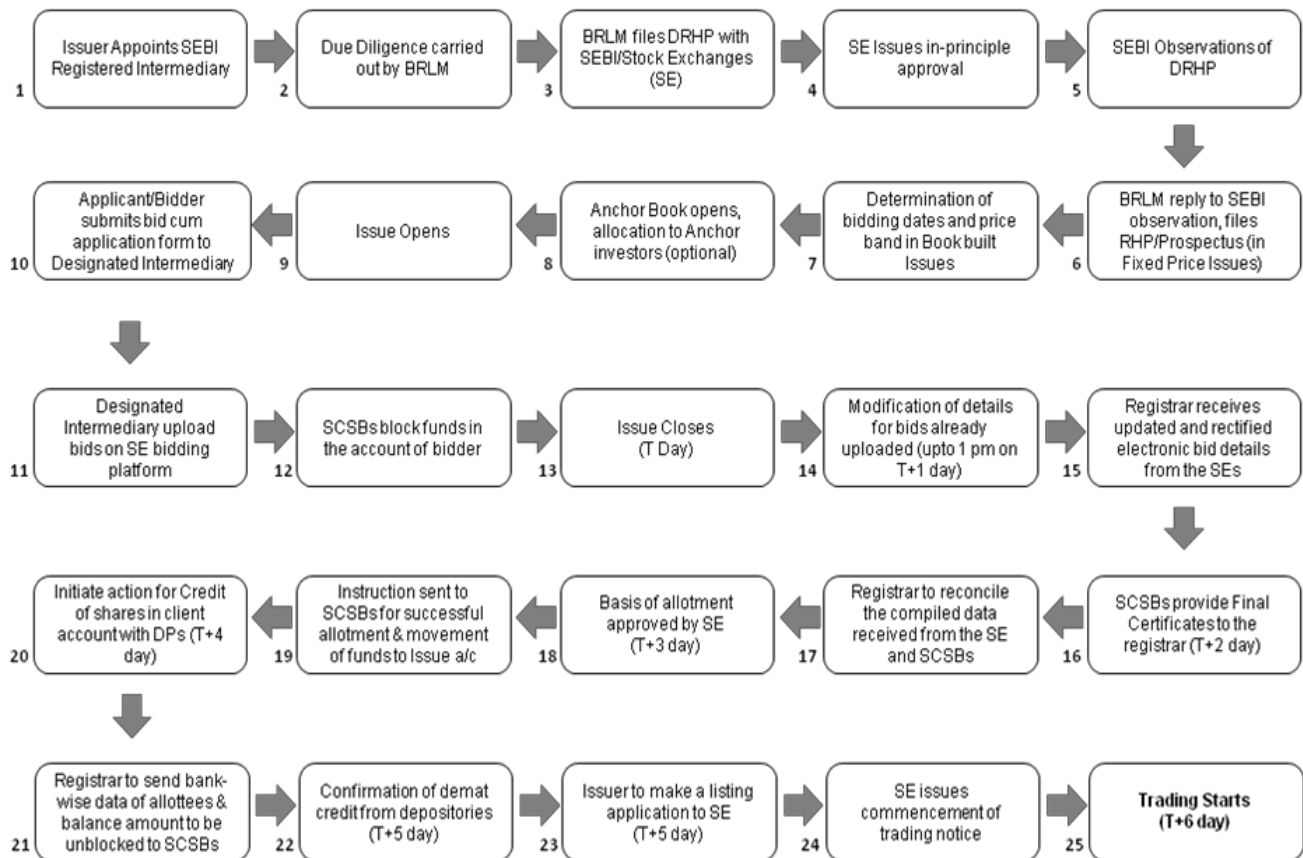 1
Issuer Appoints SEBI
Registered Intermediary
2
Due Diligence carried
out by BRLM
3
BRLM files DRHP with
SEBI/Stock Exchanges
(SE)
4
SE Issues in-principle
approval
5
SEBI Observations of
DRHP
6
BRLM reply to SEBI
observation, files
RHP/Prospectus (in
Fixed Price Issues)
7
Determination of
bidding dates and price
band in Book built
Issues
8
Anchor Book opens,
allocation to Anchor
investors (optional)
9
Issue Opens
10
Applicant/Bidder
submits bid cum
application form to
Designated Intermediary
11
Designated
Intermediary upload
bids on SE bidding
platform
12
SCSBs block funds in
the account of bidder
13
Issue Closes
(T Day)
14
Modification of details
for bids already
uploaded (upto 1 pm on
T+1 day)
15
Registrar receives
updated and rectified
electronic bid details
from the SEs
16
SCSBs provide Final
Certificates to the
registrar (T+2 day)
17
Registrar to reconcile
the compiled data
received from the SE
and SCSBs
18
Basis of allotment
approved by SE
(T+3 day)
19
Instruction sent to
SCSBs for successful
allotment & movement
of funds to Issue a/c
20
Initiate action for Credit
of shares in client
account with DPs (T+4
day)
21
Registrar to send bank-
wise data of allottees &
balance amount to be
unblocked to SCSBs
22
Confirmation of demat
credit from depositories
(T+5 day)
23
Issuer to make a listing
application to SE
(T+5 day)
24
SE issues
commencement of
trading notice
25
Trading Starts
(T+6 day)